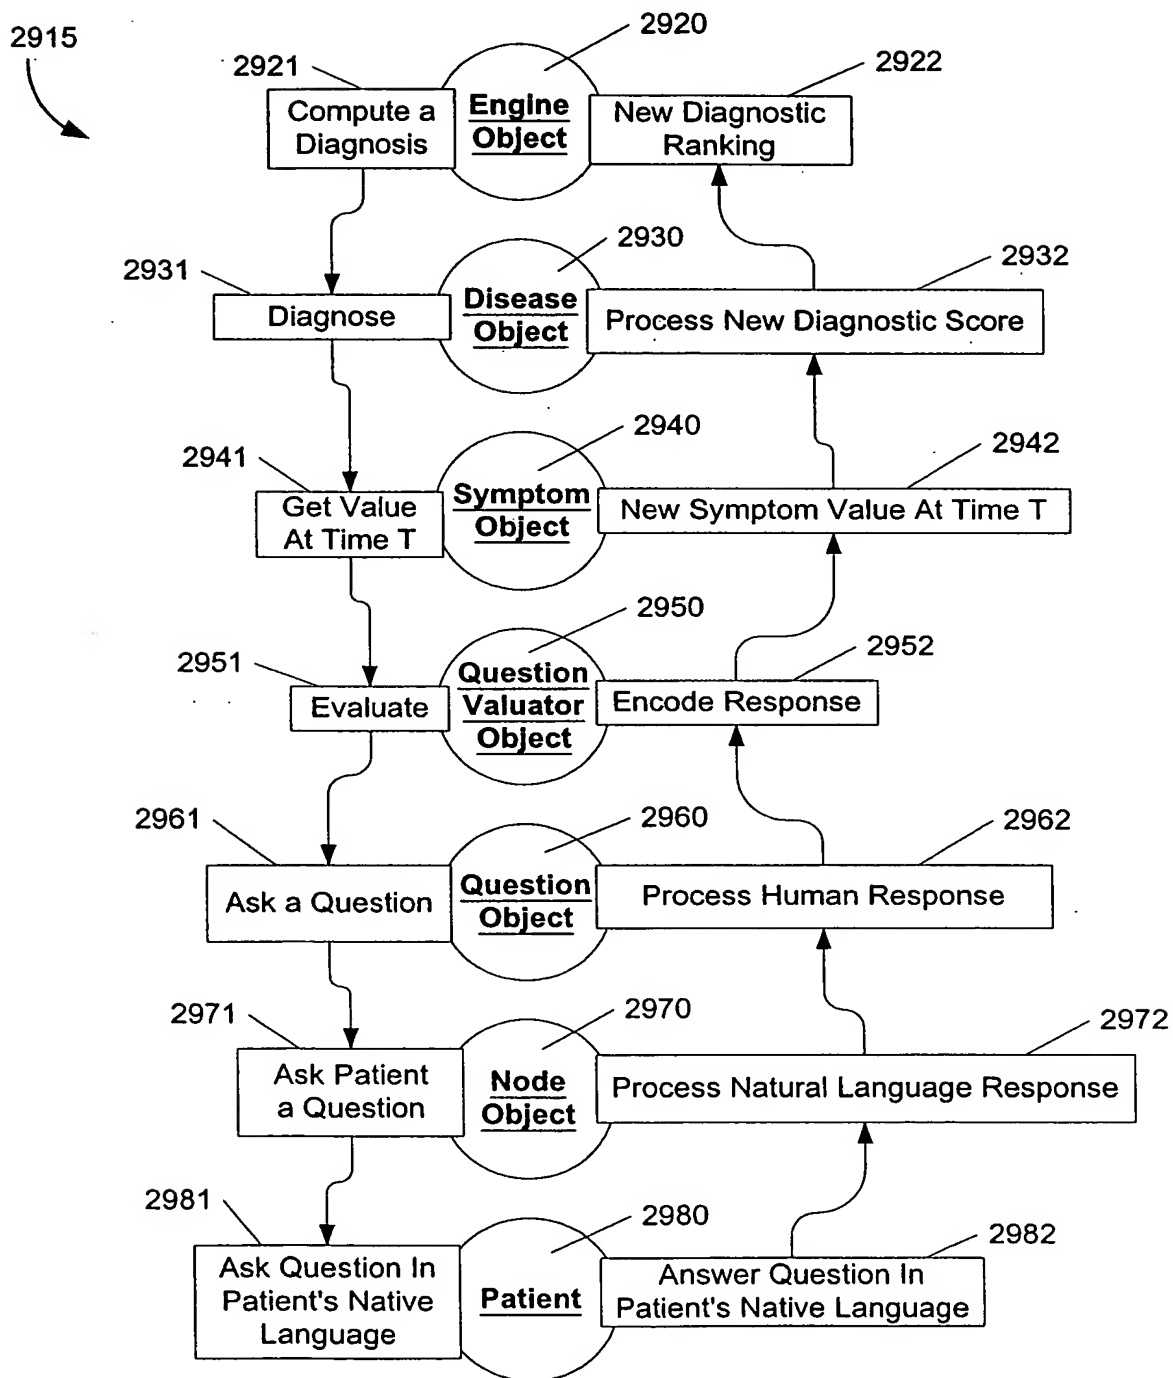 2915
2920
2921
2922
Compute a
Diagnosis
Engine
Object
New Diagnostic
Ranking
2930
2931
2932
Diagnose
Disease
Object
Process New Diagnostic Score
2940
2941
2942
Get Value
At Time T
Symptom
Object
New Symptom Value At Time T
2950
2951
2952
Evaluate
Question
Valuator
Object
Encode Response
2960
2961
2962
Ask a Question
Question
Object
Process Human Response
2970
2971
2972
Ask Patient
a Question
Node
Object
Process Natural Language Response
2980
2981
2982
Ask Question In
Patient's Native
Language
Patient
Answer Question In
Patient's Native Language